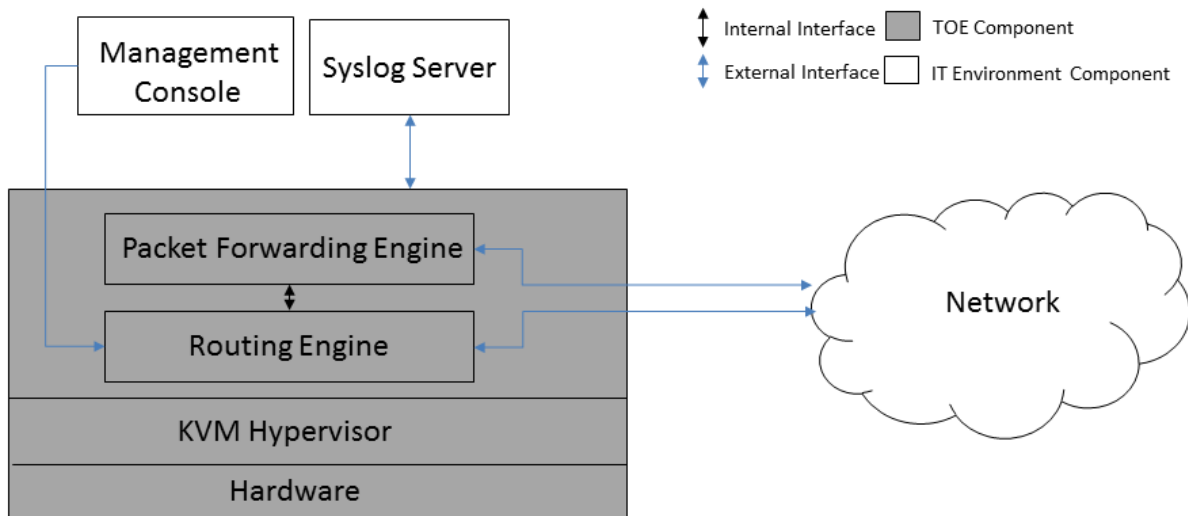 Management
Console
Syslog Server
Internal Interface
TOE Component
External Interface
IT Environment Component
Packet Forwarding Engine
Routing Engine
Network
KVM Hypervisor
Hardware